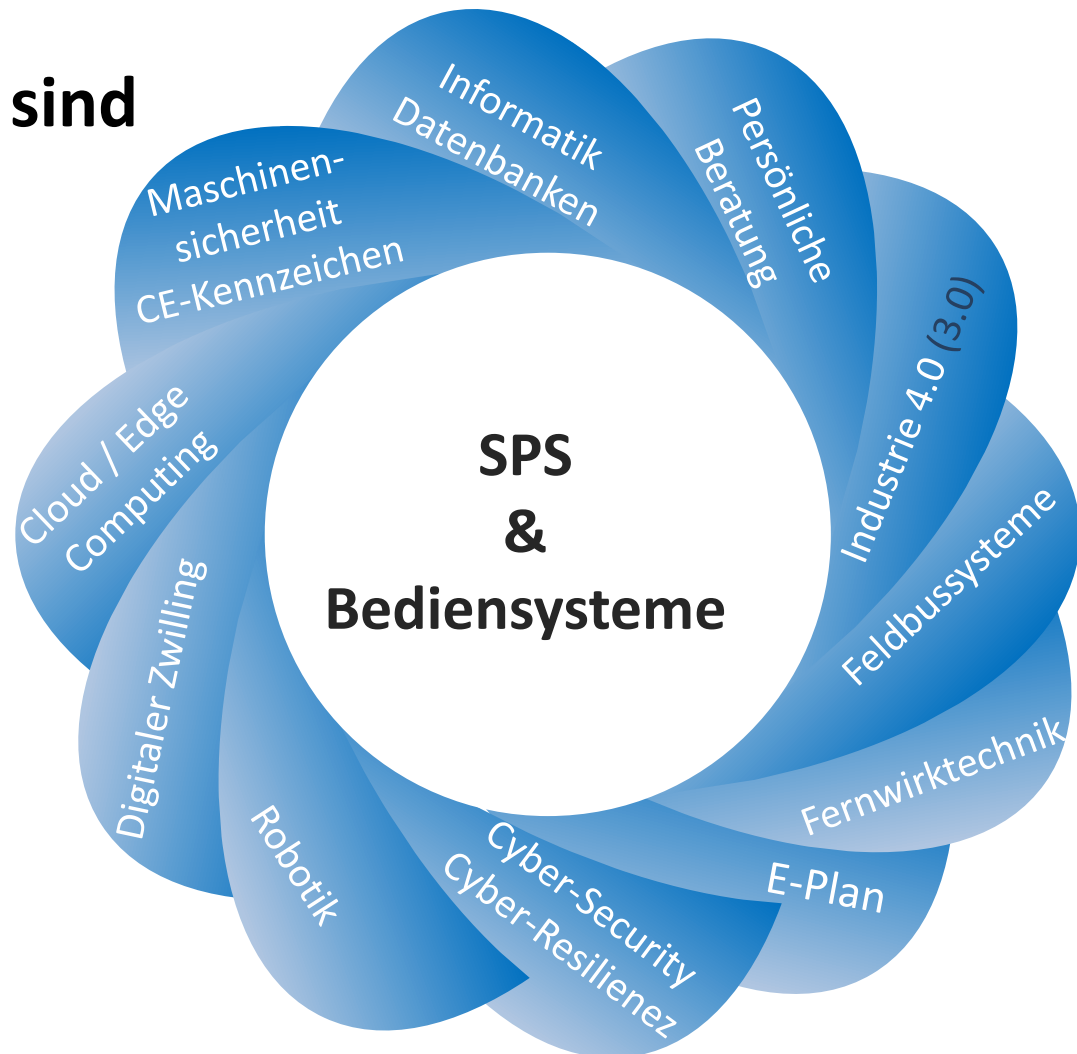 sind
Informatik
Datenbanken
Persönliche
Beratung
Industrie 4.0 (3.0)
Feldbussysteme
Fernwirktechnik
E-Plan
Cyber-Security
Cyber-Resilienez
Robotik
Digitaler Zwilling
Cloud / Edge
Computing
Maschinen-
sicherheit
CE-Kennzeichen
SPS
&
Bediensysteme